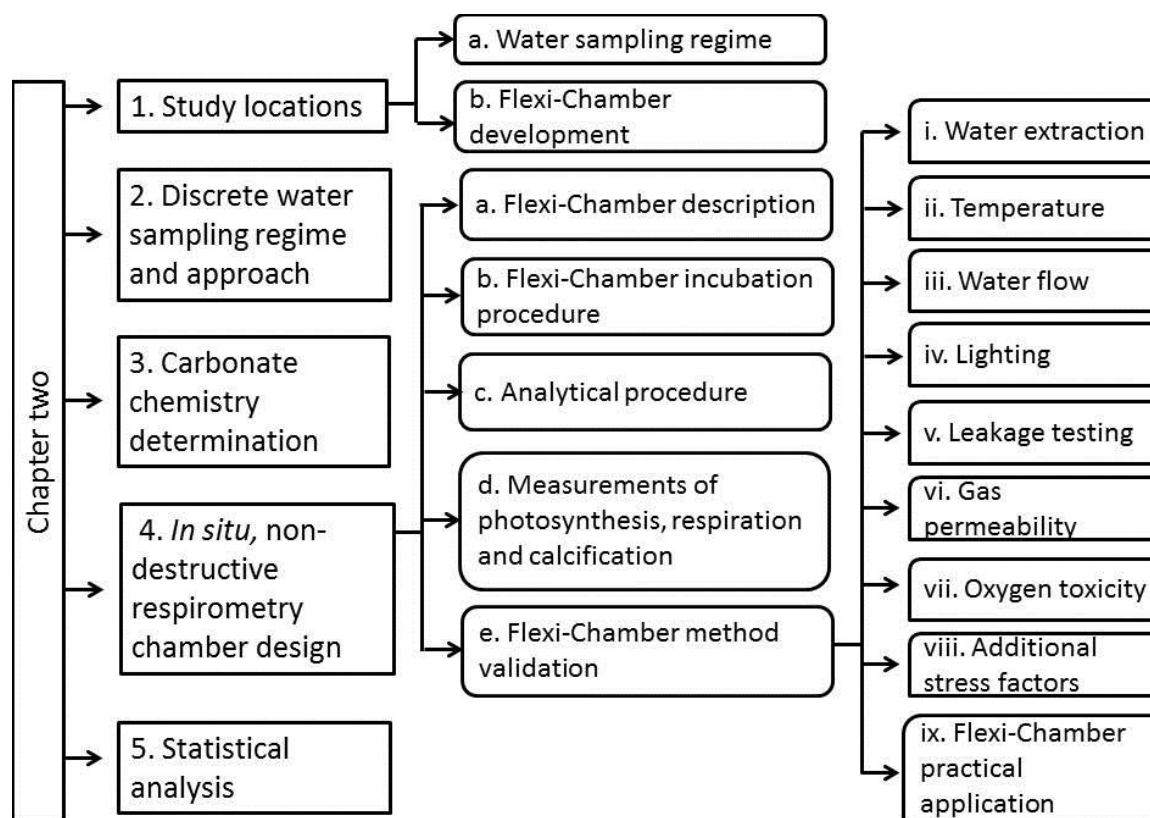 Chapter two
1. Study locations
a. Water sampling regime
b. Flexi-Chamber
development
2. Discrete water
sampling regime
and approach
3. Carbonate
chemistry
determination
4. In situ, non-
destructive
respirometry
chamber design
a. Flexi-Chamber description
b. Flexi-Chamber incubation
procedure
c. Analytical procedure
d. Measurements of
photosynthesis, respiration
and calcification
e. Flexi-Chamber method
validation
i. Water extraction
ii. Temperature
iii. Water flow
iv. Lighting
v. Leakage testing
vi. Gas
permeability
vii. Oxygen toxicity
viii. Additional
stress factors
ix. Flexi-Chamber
practical
application
5. Statistical
analysis